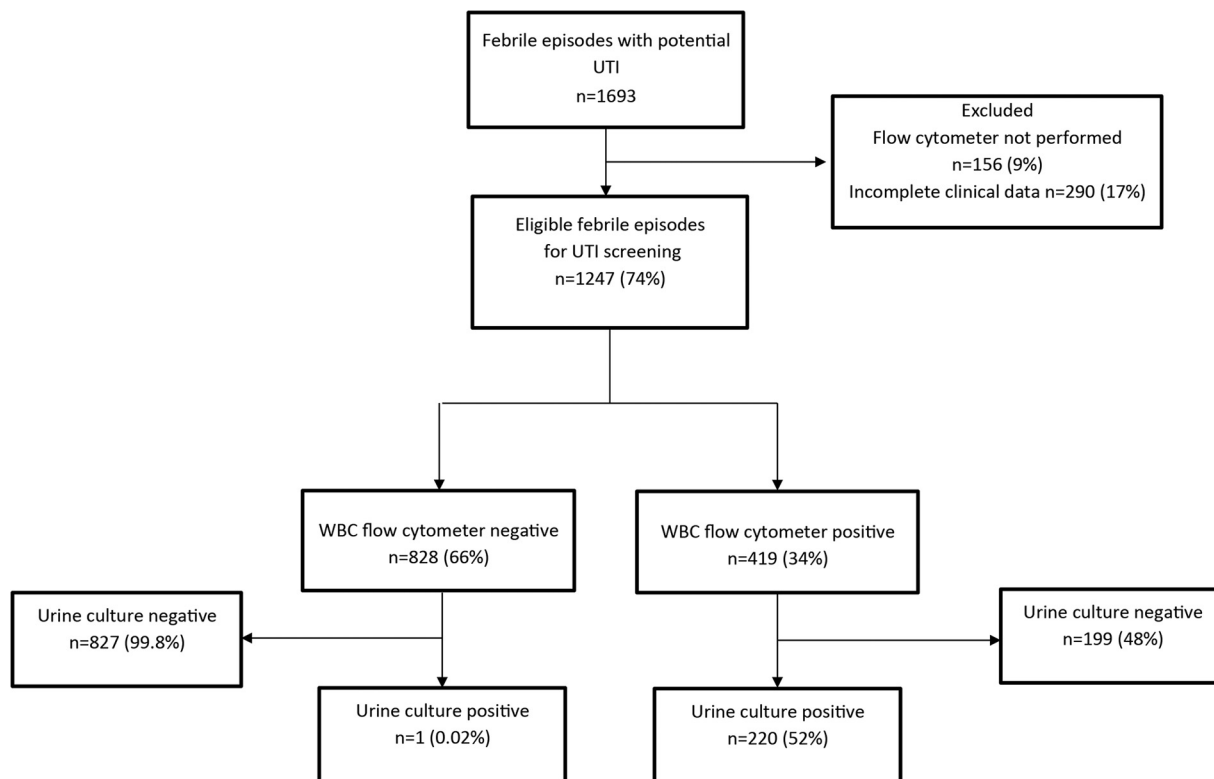 Febrile episodes with potential
UTI
n=1693
Excluded
Flow cytometer not performed
n=156 (9%)
Incomplete clinical data n=290 (17%)
Eligible febrile episodes
for UTI screening
n=1247 (74%)
WBC flow cytometer negative
n=828 (66%)
WBC flow cytometer positive
n=419 (34%)
Urine culture negative
n=827 (99.8%)
Urine culture negative
n=199 (48%)
Urine culture positive
n=1 (0.02%)
Urine culture positive
n=220 (52%)